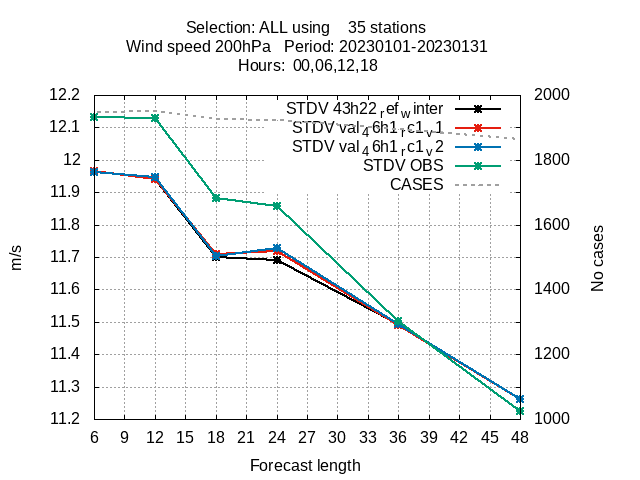 Selection: ALL using 35 stations
Wind speed 200hPa Period: 20230101-20230131
Hours: 00,06,12,18
12.2
12.1
12
11.9
11.8
11.7
11.6
11.5
11.4
11.3
11.2
m/s
STDV 43h22_ref_winter
STDV val_46h1_rc1_v1
STDV val_46h1_rc1_v2
STDV OBS
CASES
2000
1800
1600
1400
1200
1000
No cases
6 9 12 15 18 21 24 27 30 33 36 39 42 45 48
Forecast length